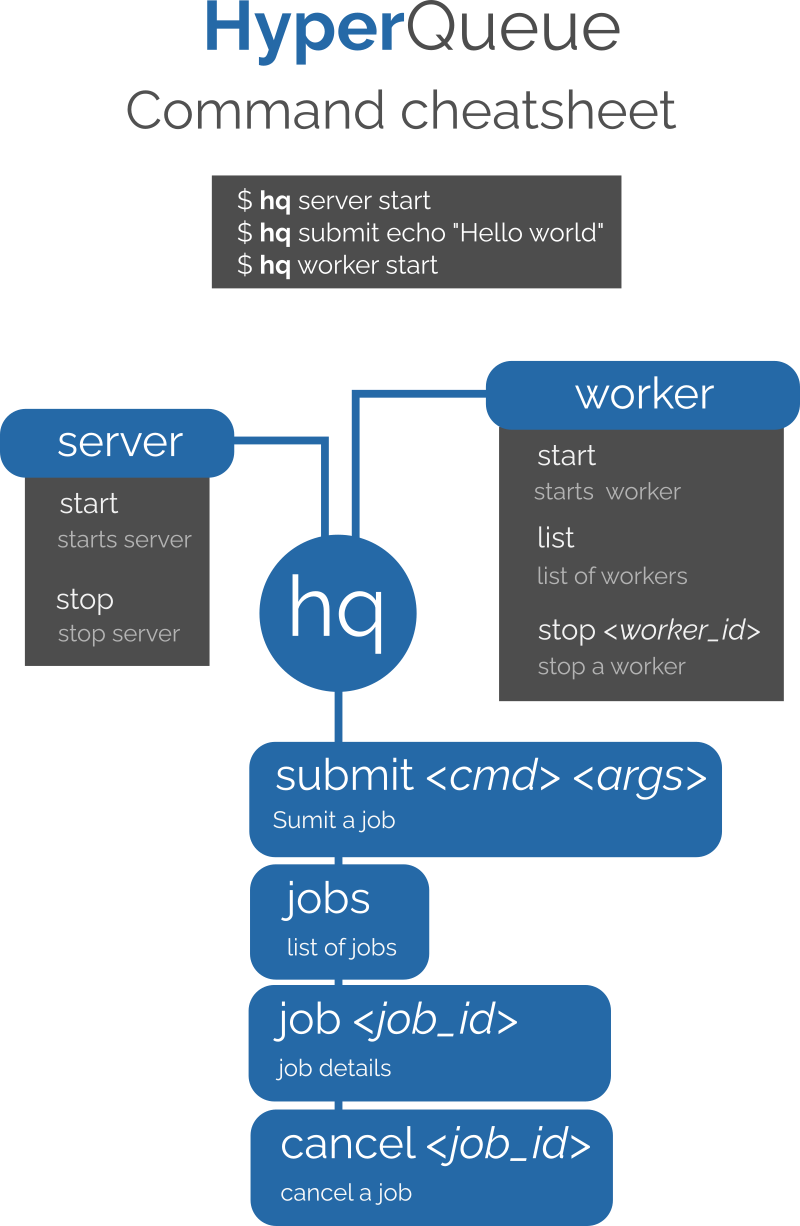 HyperQueue
Command cheatsheet
$ hq server start
$ hq submit echo "Hello world"
$ hq worker start
server
start
starts server
stop
stop server
worker
start
starts  worker
list
list of workers
stop <worker_id>
stop a worker
hq
submit <cmd> <args>
Sumit a job
jobs
list of jobs
job <job_id>
job details
cancel <job_id>
cancel a job